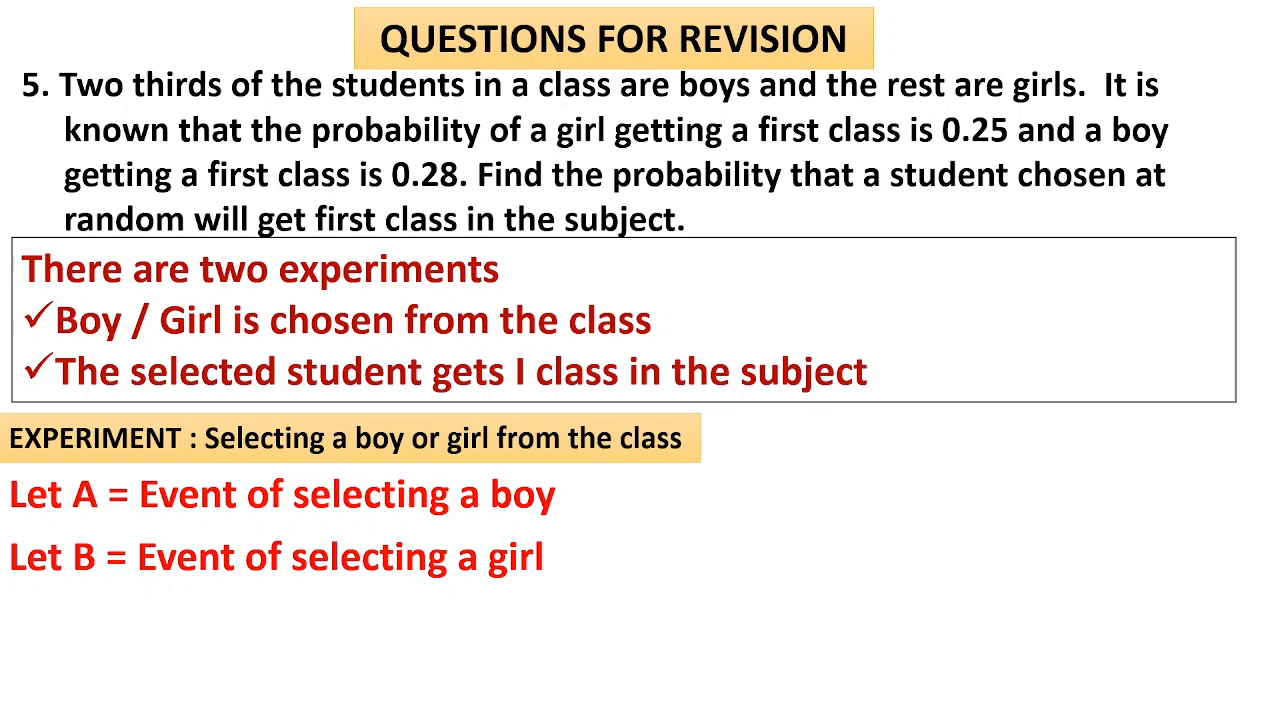 QUESTIONS FOR REVISION
5. Two thirds of the students in a class are boys and the rest are girls. It is
known that the probability of a girl getting a first class is 0.25 and a boy
getting a first class is 0.28. Find the probability that a student chosen at
random will get first class in the subject.
There are two experiments
✓Boy / Girl is chosen from the class
✓The selected student gets I class in the subject
EXPERIMENT : Selecting a boy or girl from the class
Let A = Event of selecting a boy
Let B = Event of selecting a girl